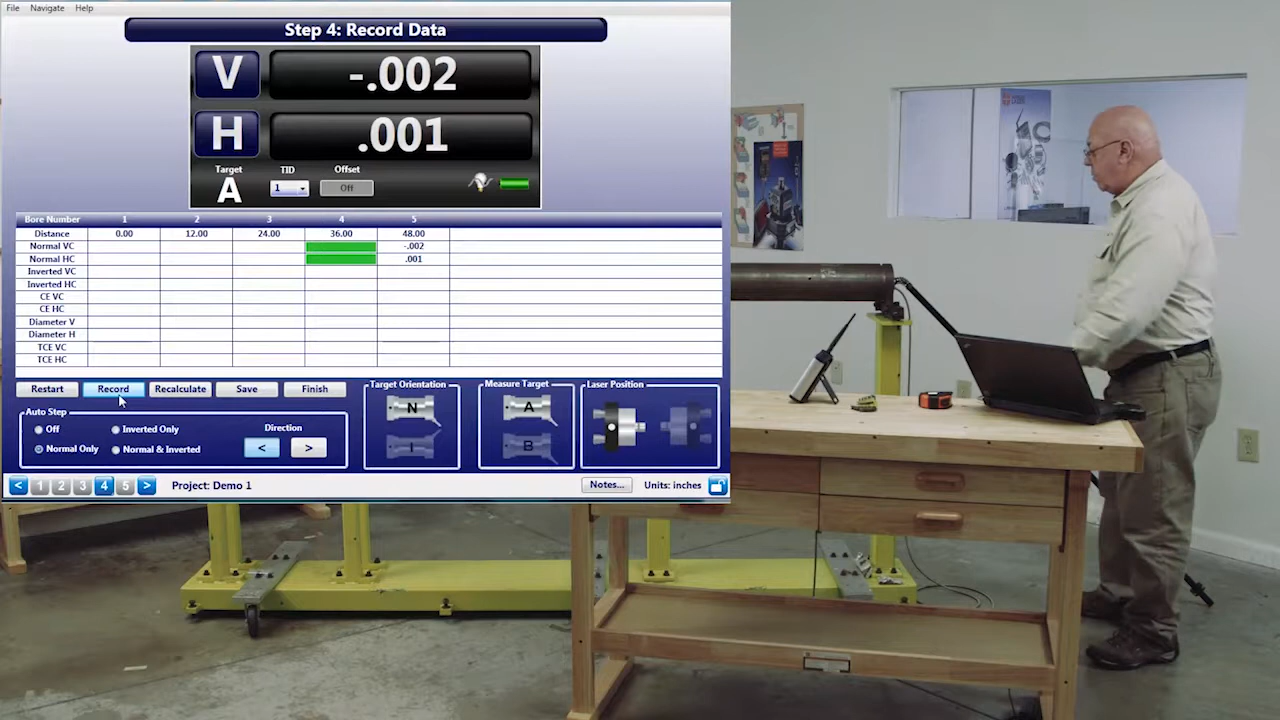 File Navigate Help
Step 4: Record Data
V -.002
H .001
Target TID Offset
A 1 Off
Bore Number 1 2 3 4 5
Distance 0.00 12.00 24.00 36.00 48.00
Normal VC -.002
Normal HC .001
Inverted VC
Inverted HC
CE VC
CE HC
Diameter V
Diameter H
TCE VC
TCE HC
Restart Record Recalculate Save Finish
Target Orientation Measure Target Laser Position
N A
I B
Auto Step
Off Inverted Only Direction
Normal Only Normal & Inverted < >
< 1 2 3 4 5 > Project: Demo 1 Notes... Units: inches